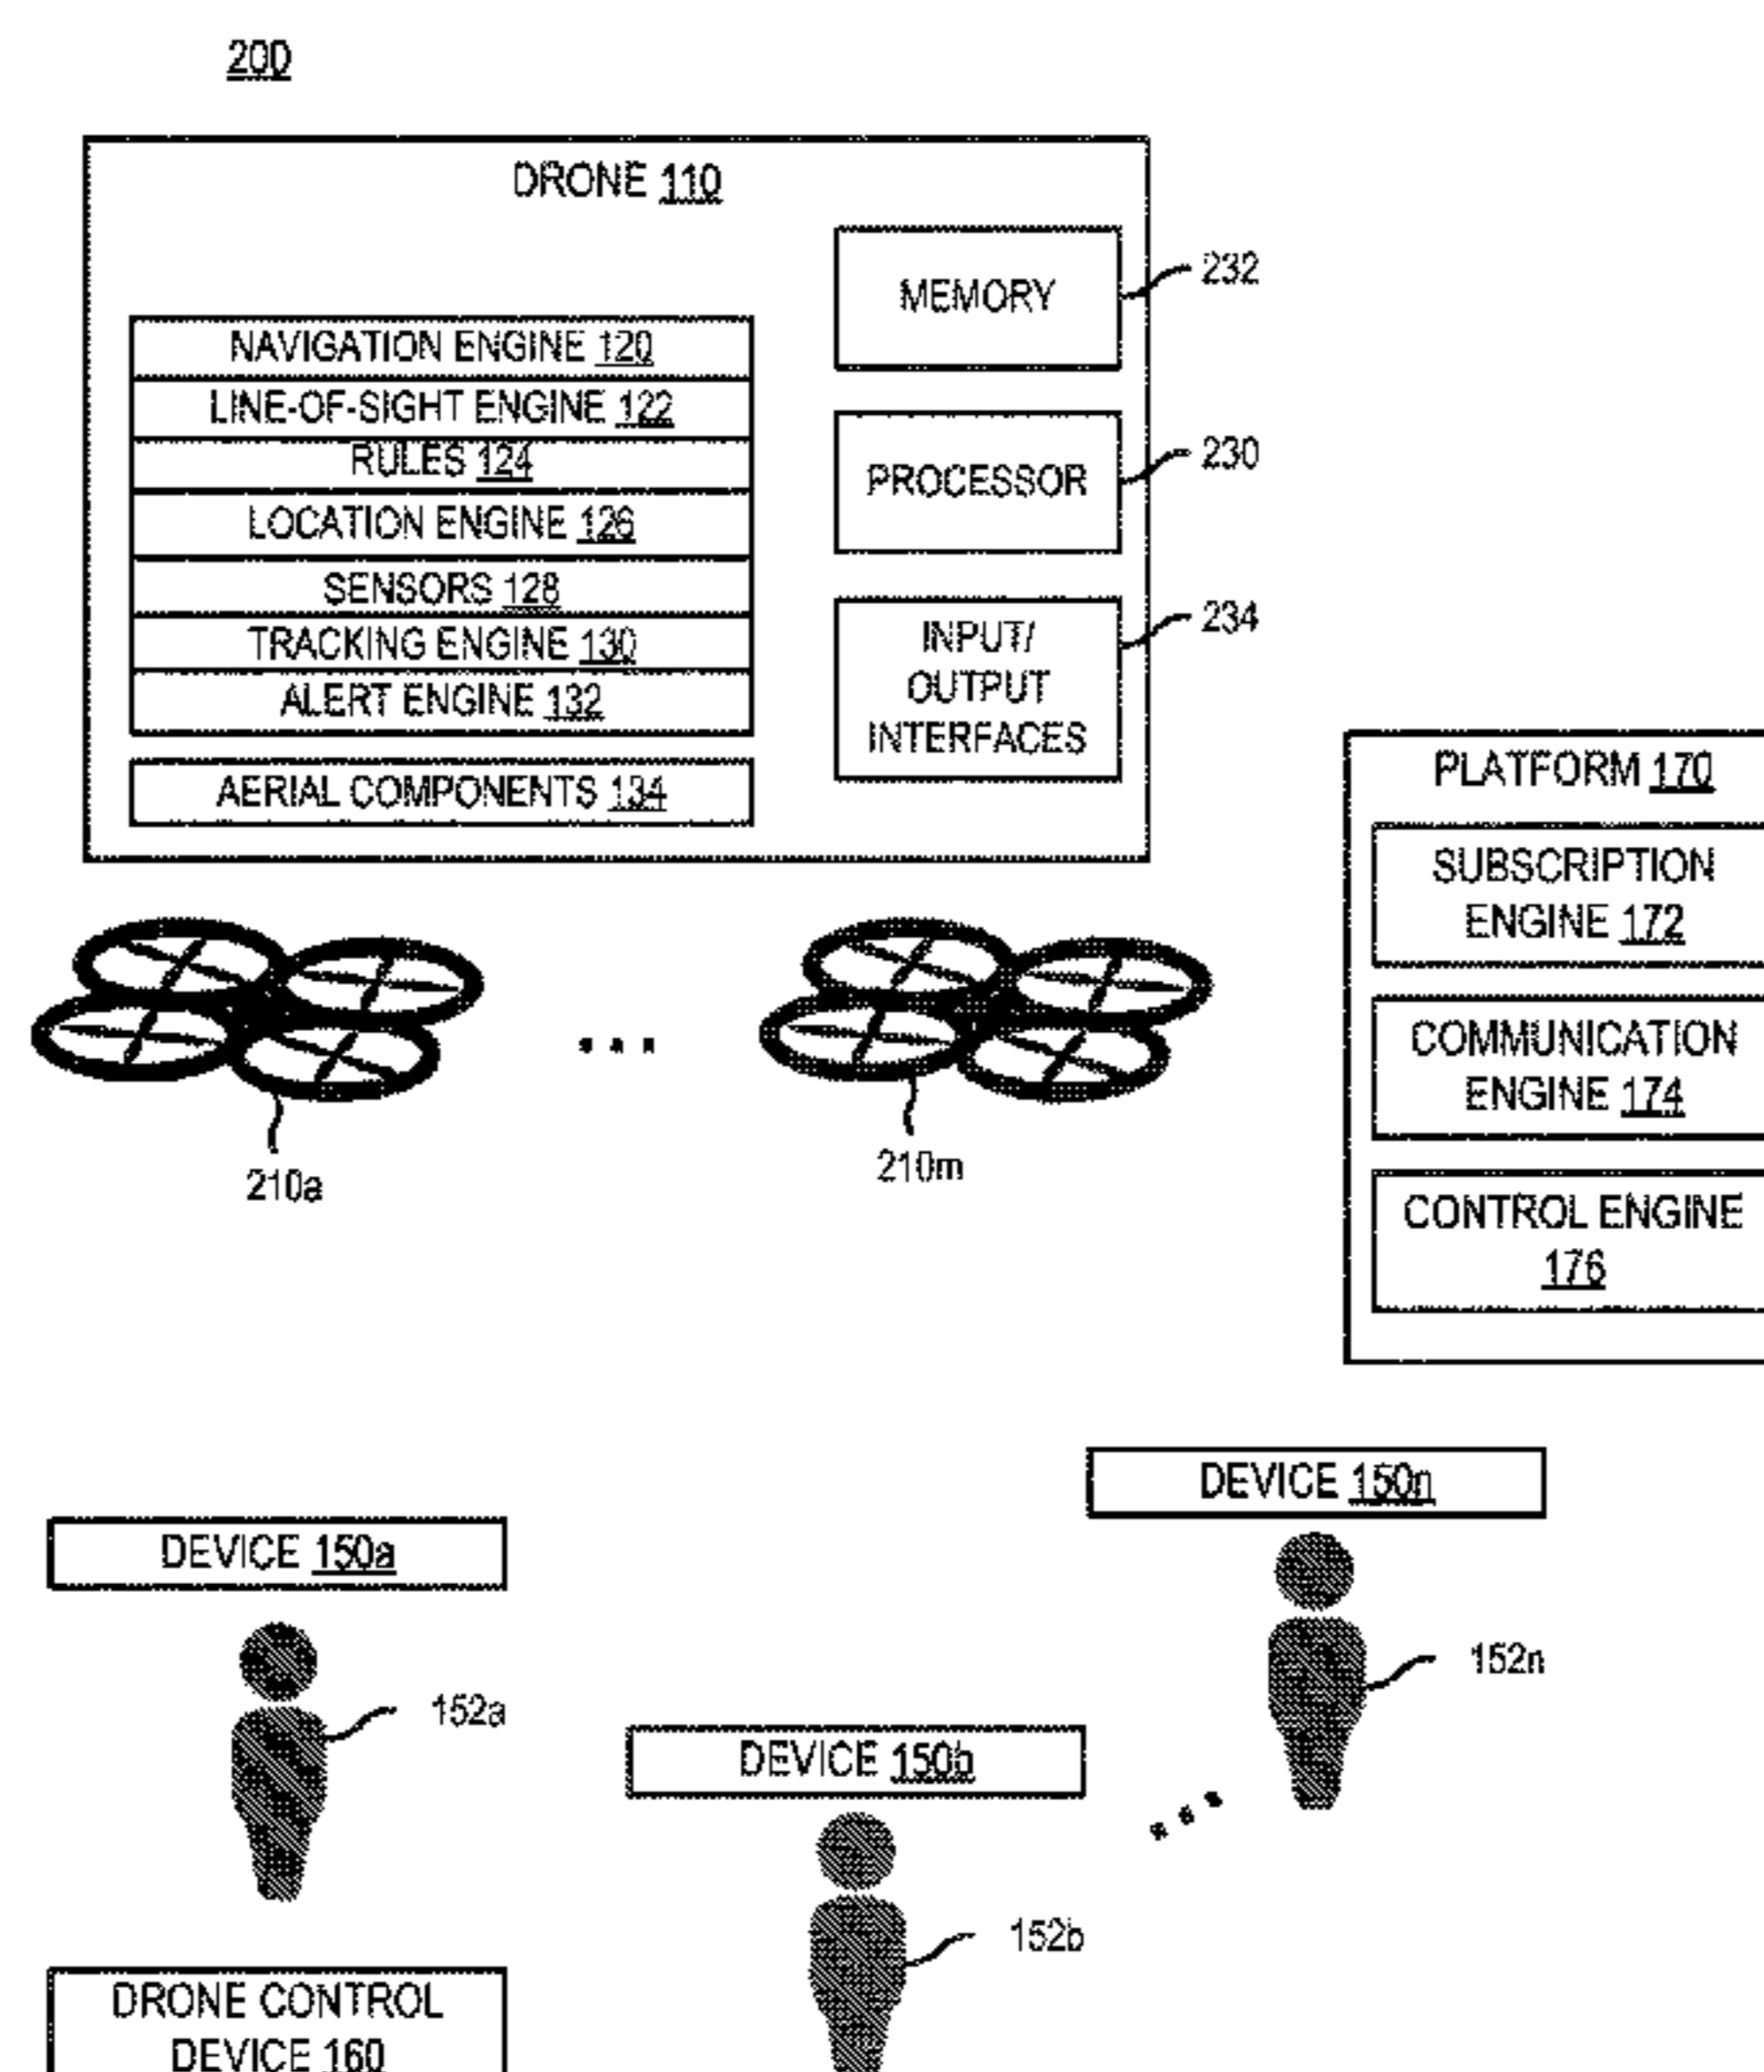 200
DRONE 110
MEMORY
232
NAVIGATION ENGINE 120
LINE-OF-SIGHT ENGINE 122
RULES 124
LOCATION ENGINE 126
SENSORS 128
TRACKING ENGINE 130
ALERT ENGINE 132
AERIAL COMPONENTS 134
PROCESSOR
230
INPUT/
OUTPUT
INTERFACES
234
PLATFORM 170
SUBSCRIPTION
ENGINE 172
COMMUNICATION
ENGINE 174
CONTROL ENGINE
176
210a
210m
DEVICE 150n
152n
DEVICE 150a
152a
DEVICE 150b
152b
DRONE CONTROL
DEVICE 160